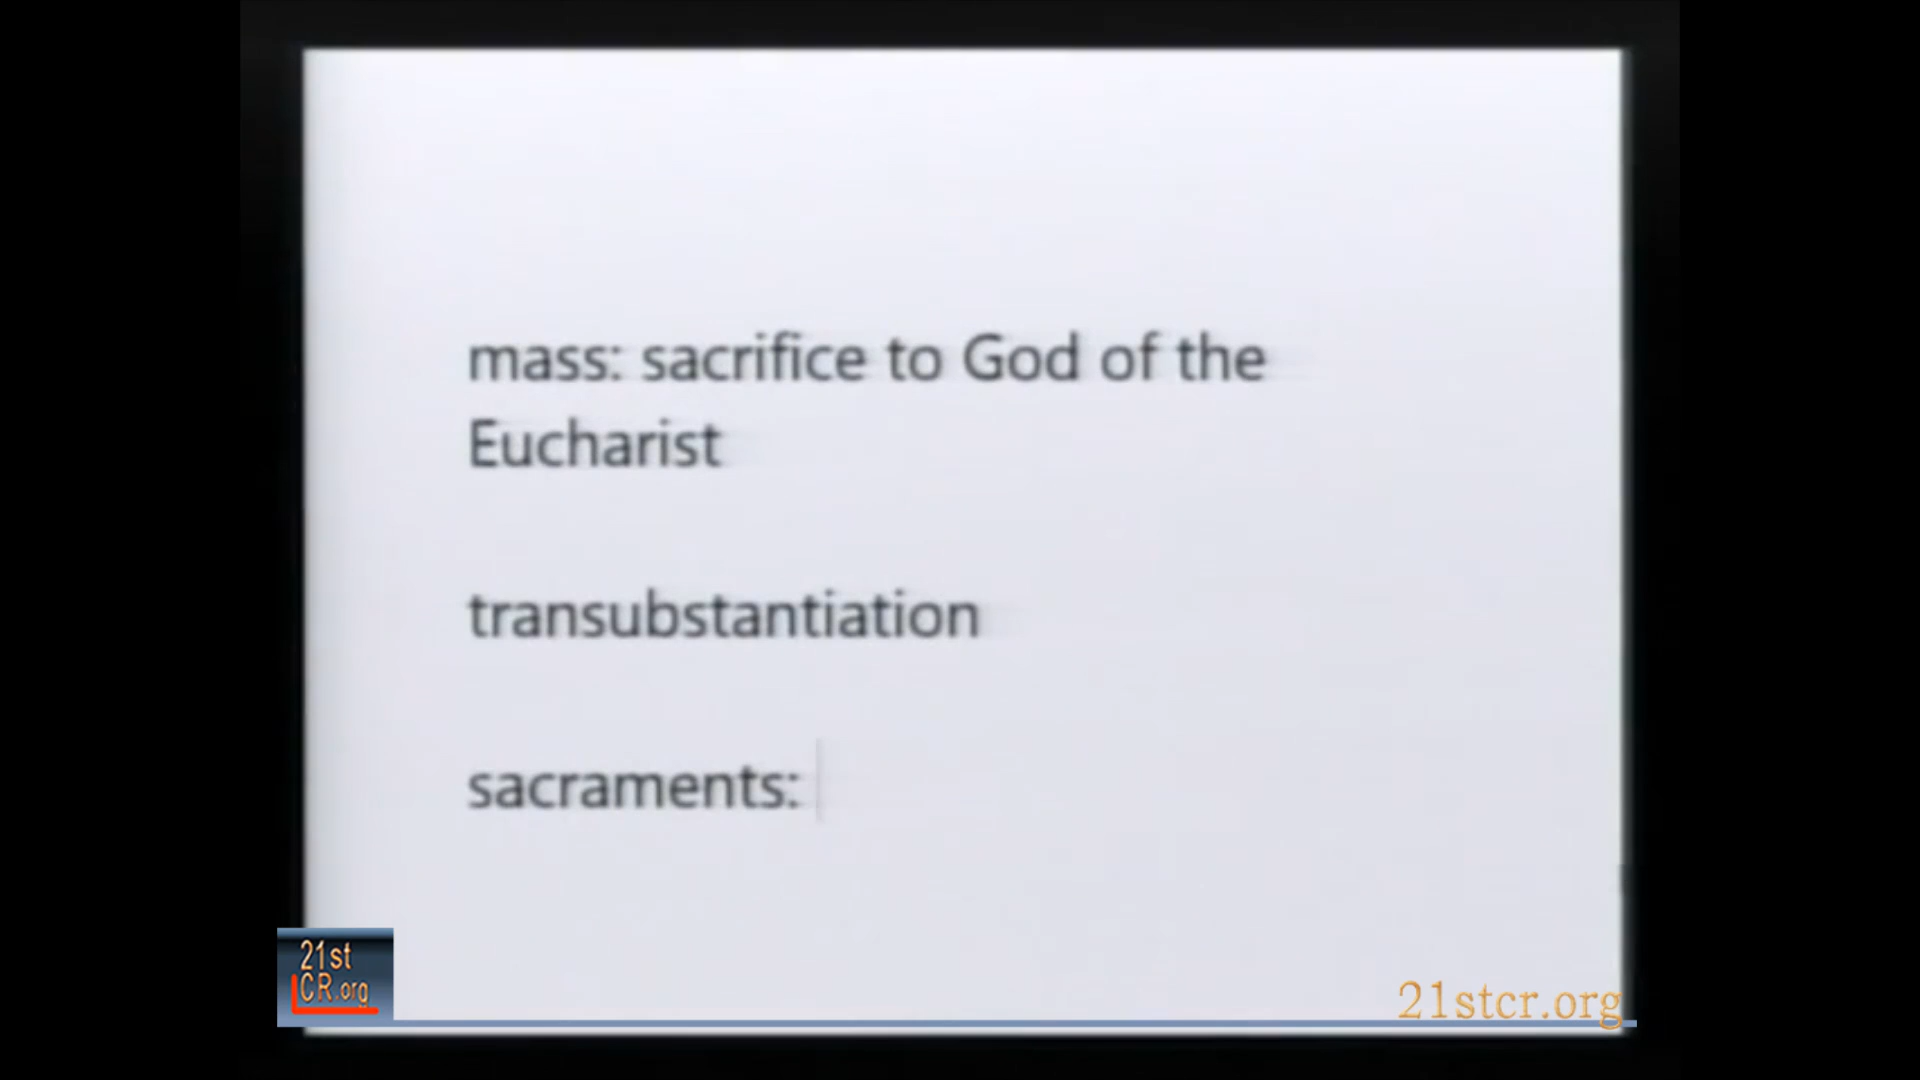 mass: sacrifice to God of the
Eucharist
transubstantiation
sacraments:
21st
CR.org
21stcr.org